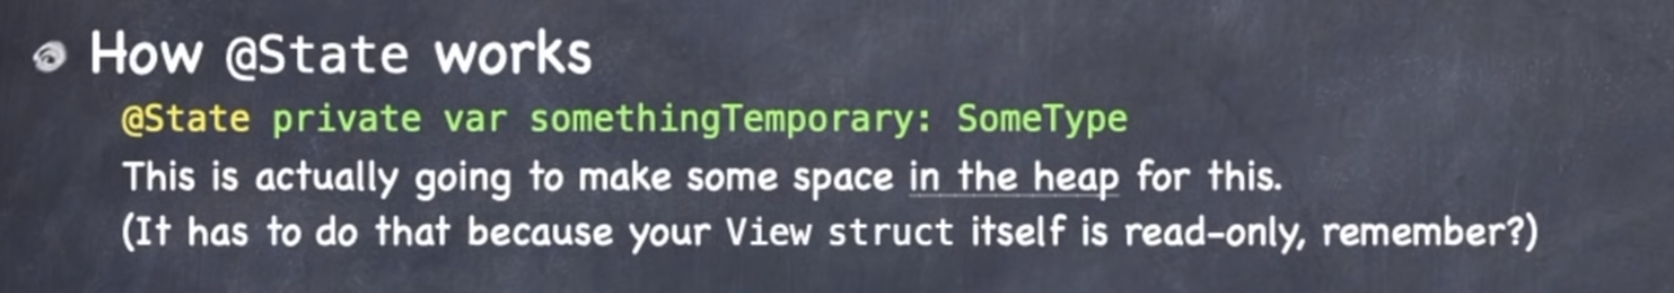 How @State works
@State private var somethingTemporary: SomeType
This is actually going to make some space in the heap for this.
(It has to do that because your View struct itself is read-only, remember?)